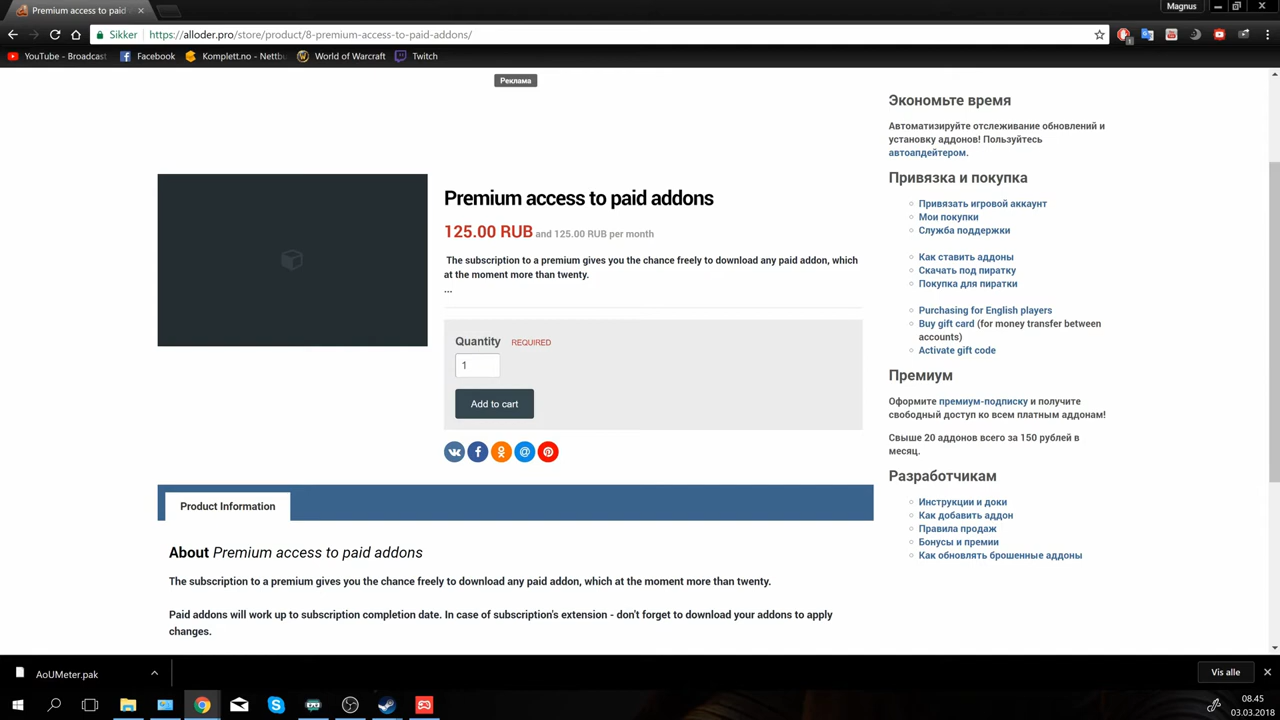 Premium access to paid
Magnus
Sikker
https://alloder.pro/store/product/8-premium-access-to-paid-addons/
YouTube - Broadcast
Facebook
Komplett.no - Nettbu
World of Warcraft
Twitch
Реклама
Premium access to paid addons
125.00 RUB and 125.00 RUB per month
The subscription to a premium gives you the chance freely to download any paid addon, which
at the moment more than twenty.
...
Quantity REQUIRED
1
Add to cart
Product Information
About Premium access to paid addons
The subscription to a premium gives you the chance freely to download any paid addon, which at the moment more than twenty.
Paid addons will work up to subscription completion date. In case of subscription's extension - don't forget to download your addons to apply
changes.
Экономьте время
Автоматизируйте отслеживание обновлений и
установку аддонов! Пользуйтесь
автоапдейтером.
Привязка и покупка
Привязать игровой аккаунт
Мои покупки
Служба поддержки
Как ставить аддоны
Скачать под пиратку
Покупка для пиратки
Purchasing for English players
Buy gift card (for money transfer between
accounts)
Activate gift code
Премиум
Оформите премиум-подписку и получите
свободный доступ ко всем платным аддонам!
Свыше 20 аддонов всего за 150 рублей в
месяц.
Разработчикам
Инструкции и доки
Как добавить аддон
Правила продаж
Бонусы и премии
Как обновлять брошенные аддоны
AoUMeter.pak
Vis alle
08.45
03.03.2018